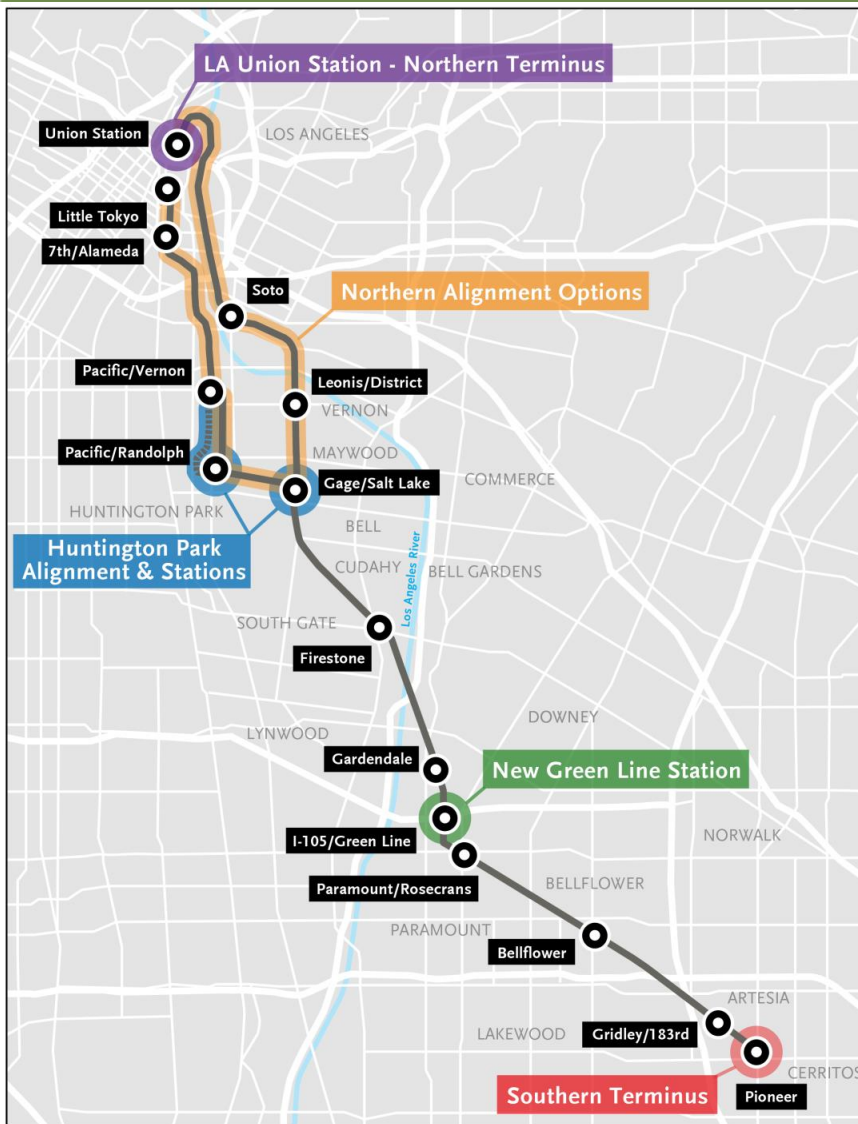 LA Union Station - Northern Terminus
Union Station
LOS ANGELES
Little Tokyo
7th/Alameda
Soto
Northern Alignment Options
Pacific/Vernon
Leonis/District
VERNON
Pacific/Randolph
MAYWOOD
Gage/Salt Lake
COMMERCE
HUNTINGTON PARK
BELL
Huntington Park
Alignment & Stations
CUDAHY
BELL GARDENS
Los Angeles River
SOUTH GATE
Firestone
DOWNEY
LYNWOOD
Gardendale
New Green Line Station
I-105/Green Line
NORWALK
Paramount/Rosecrans
BELLFLOWER
PARAMOUNT
Bellflower
ARTESIA
LAKEWOOD
Gridley/183rd
CERRITOS
Southern Terminus
Pioneer